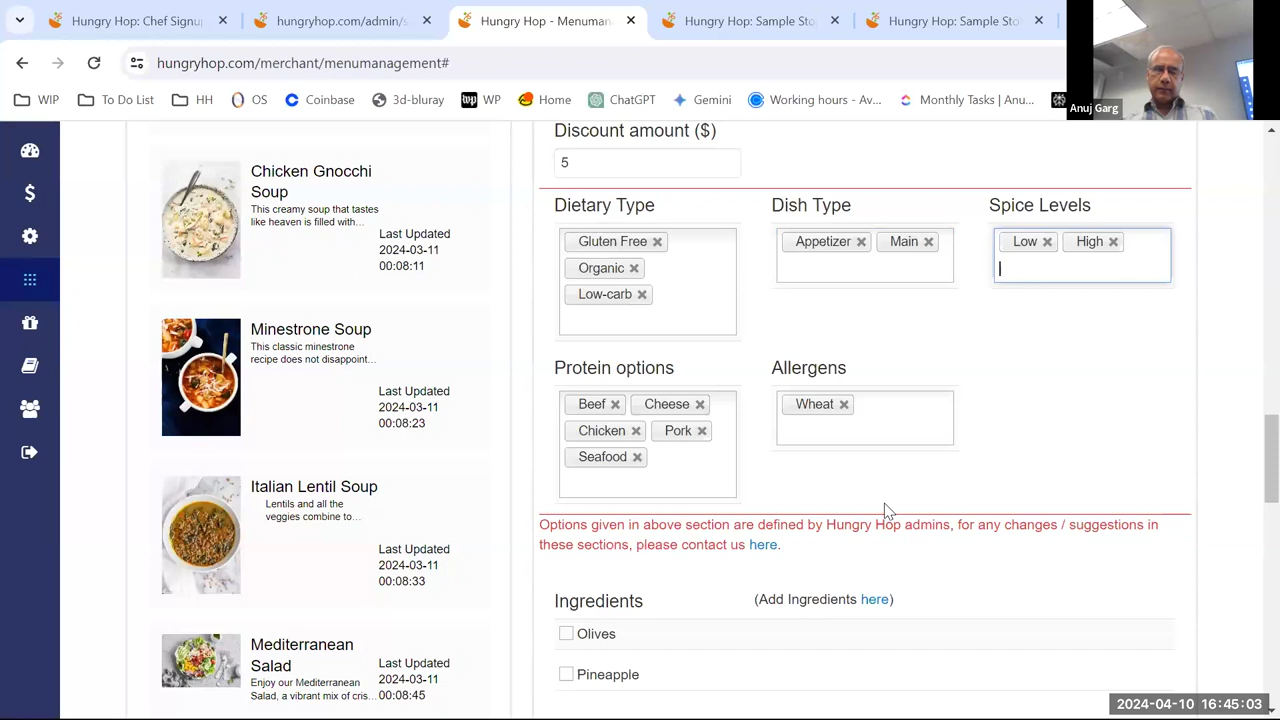 Hungry Hop: Chef Signu
hungryhop.com/admin/s
Hungry Hop - Menuman
Hungry Hop: Sample Sto
Hungry Hop: Sample Sto
hungryhop.com/merchant/menumanagement#
WIP
To Do List
HH
OS
Coinbase
3d-bluray
WP
Home
ChatGPT
Gemini
Working hours - Av...
Monthly Tasks | Anu...
Anuj Garg
Chicken Gnocchi
Soup
This creamy soup that tastes
like heaven is filled with...
Last Updated
2024-03-11
00:08:11
Minestrone Soup
This classic minestrone
recipe does not disappoint...
Last Updated
2024-03-11
00:08:23
Italian Lentil Soup
Lentils and all the
veggies combine to...
Last Updated
2024-03-11
00:08:33
Mediterranean
Salad
Enjoy our Mediterranean
Salad, a vibrant mix of cris...
Last Updated
2024-03-11
00:08:45
Discount amount ($)
5
Dietary Type
Gluten Free
Organic
Low-carb
Dish Type
Appetizer Main
Spice Levels
Low High
Protein options
Beef Cheese
Chicken Pork
Seafood
Allergens
Wheat
Options given in above section are defined by Hungry Hop admins, for any changes / suggestions in
these sections, please contact us here.
Ingredients (Add Ingredients here)
Olives
Pineapple
2024-04-10 16:45:03